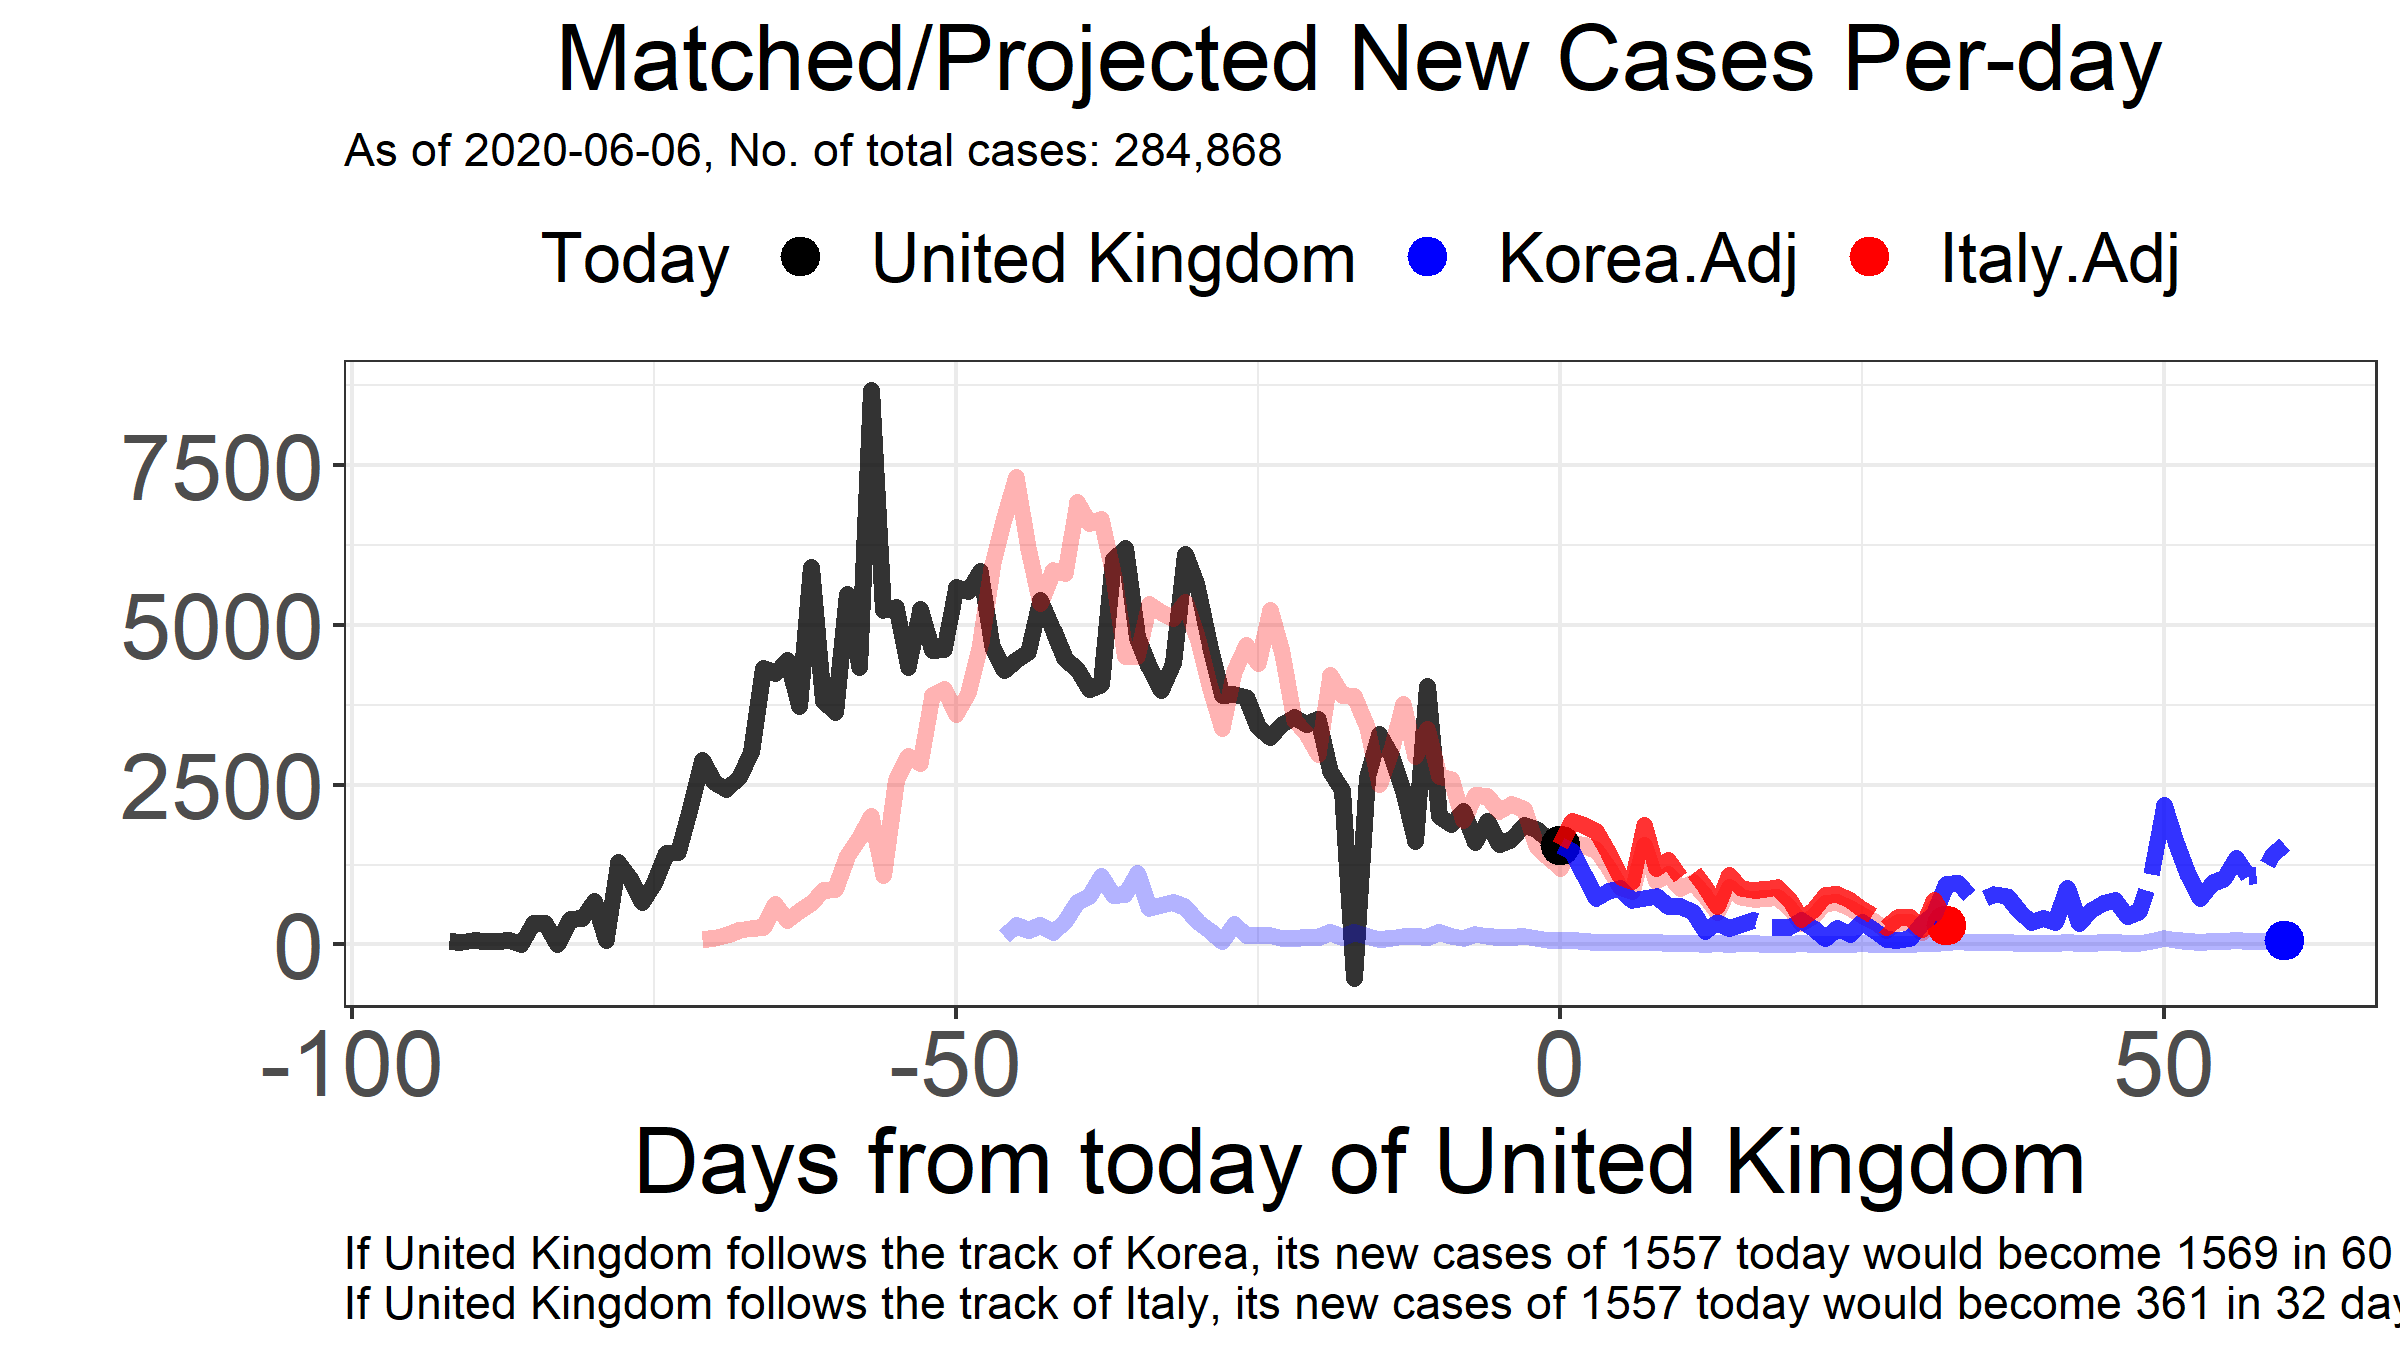 Matched/Projected New Cases Per-day
As of 2020-06-06, No. of total cases: 284,868
Today United Kingdom Korea.Adj Italy.Adj
7500
5000
2500
0
-100 -50 0 50
Days from today of United Kingdom
If United Kingdom follows the track of Korea, its new cases of 1557 today would become 1569 in 60
If United Kingdom follows the track of Italy, its new cases of 1557 today would become 361 in 32 day